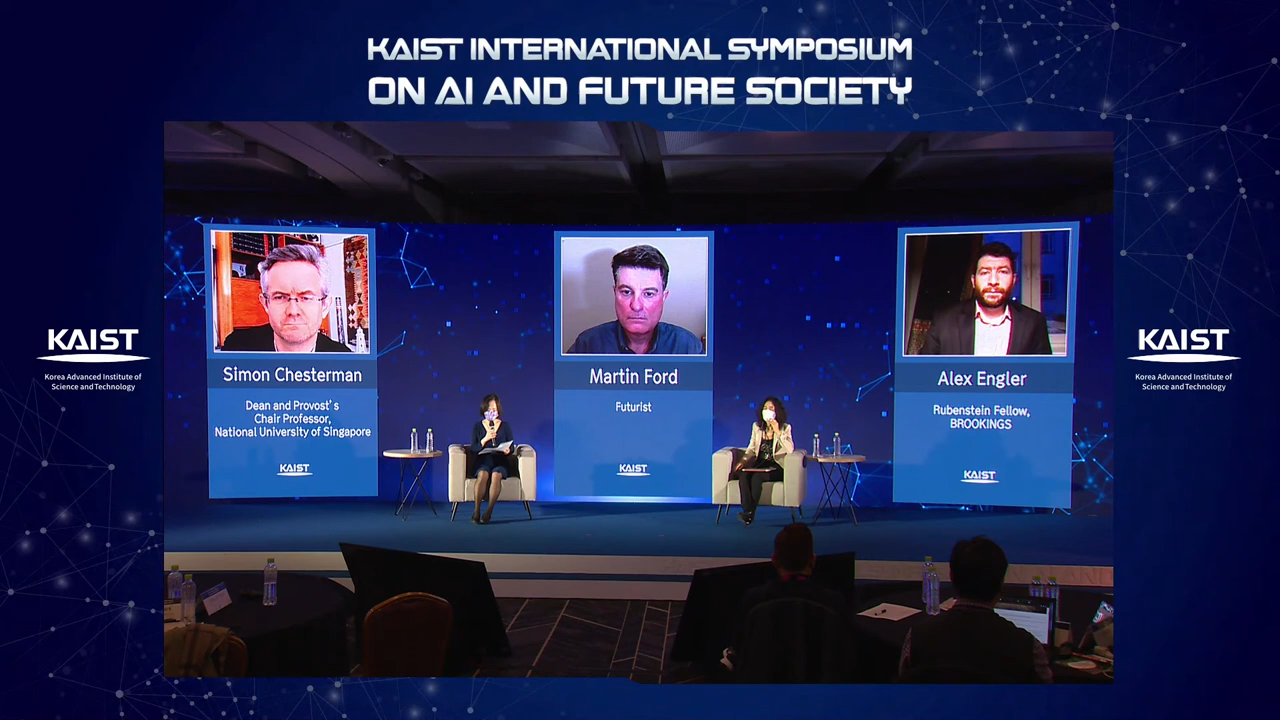 KAIST INTERNATIONAL SYMPOSIUM
ON AI AND FUTURE SOCIETY
KAIST
Korea Advanced Institute of
Science and Technology
Simon Chesterman
Dean and Provost's
Chair Professor,
National University of Singapore
KAIST
Martin Ford
Futurist
KAIST
Alex Engler
Rubenstein Fellow,
BROOKINGS
KAIST
KAIST
Korea Advanced Institute of
Science and Technology